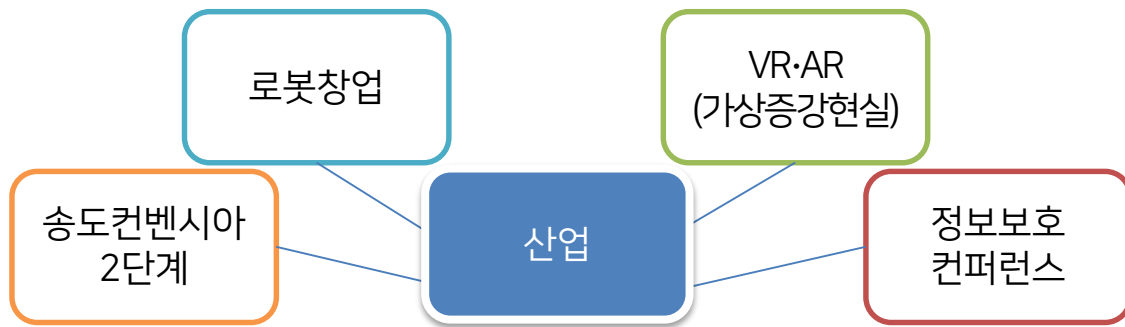 로봇창업
VR·AR
(가상증강현실)
송도컨벤시아
2단계
산업
정보보호
컨퍼런스